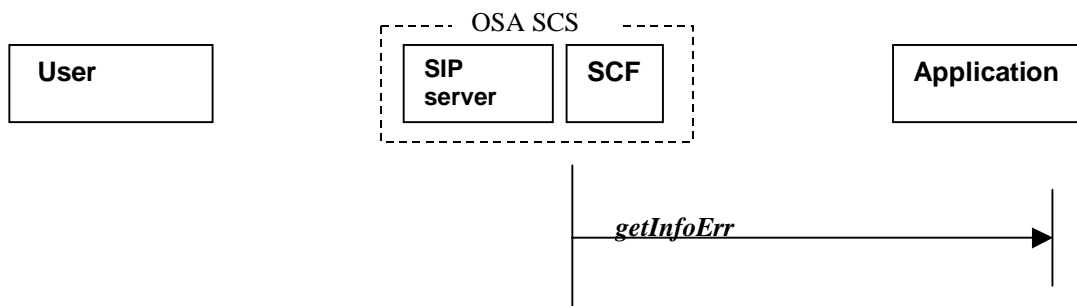 OSA SCS
User
SIP
server
SCF
Application
getInfoErr